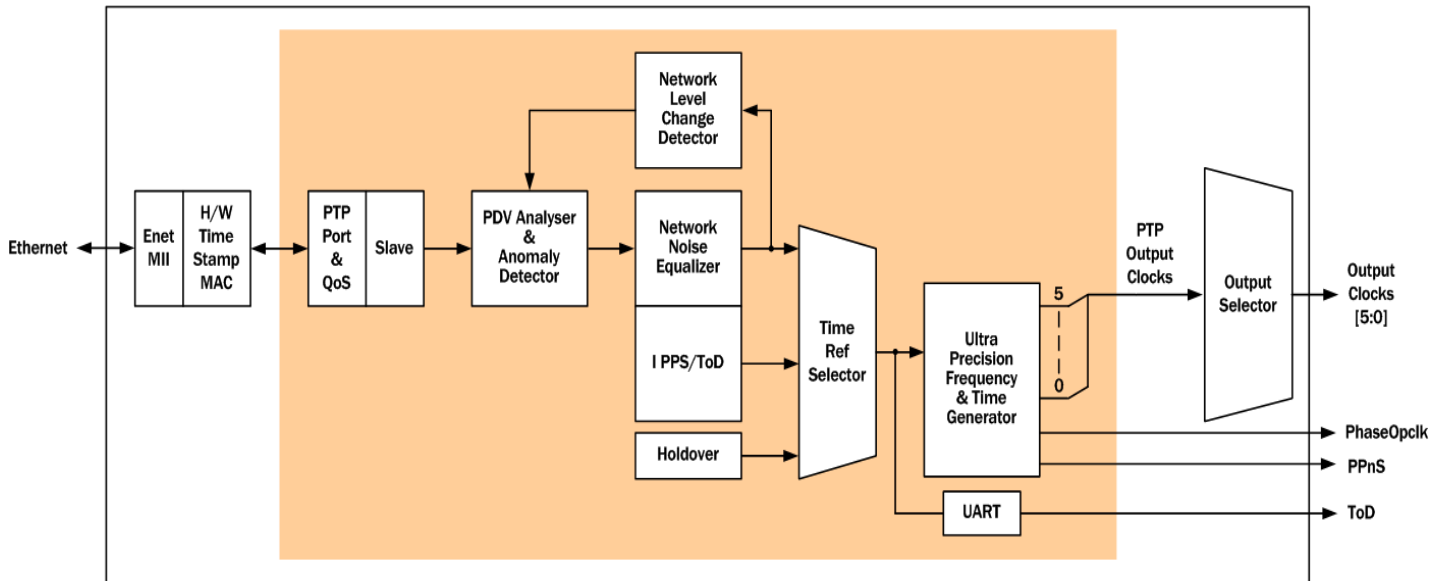 Network
Level
Change
Detector
Ethernet
Enet
MII
H/W
Time
Stamp
MAC
PTP
Port
&
QoS
Slave
PDV Analyser
&
Anomaly
Detector
Network
Noise
Equalizer
I PPS/ToD
Holdover
Time
Ref
Selector
Ultra
Precision
Frequency
& Time
Generator
5
0
UART
PTP
Output
Clocks
Output
Selector
Output
Clocks
[5:0]
PhaseOpclk
PPnS
ToD